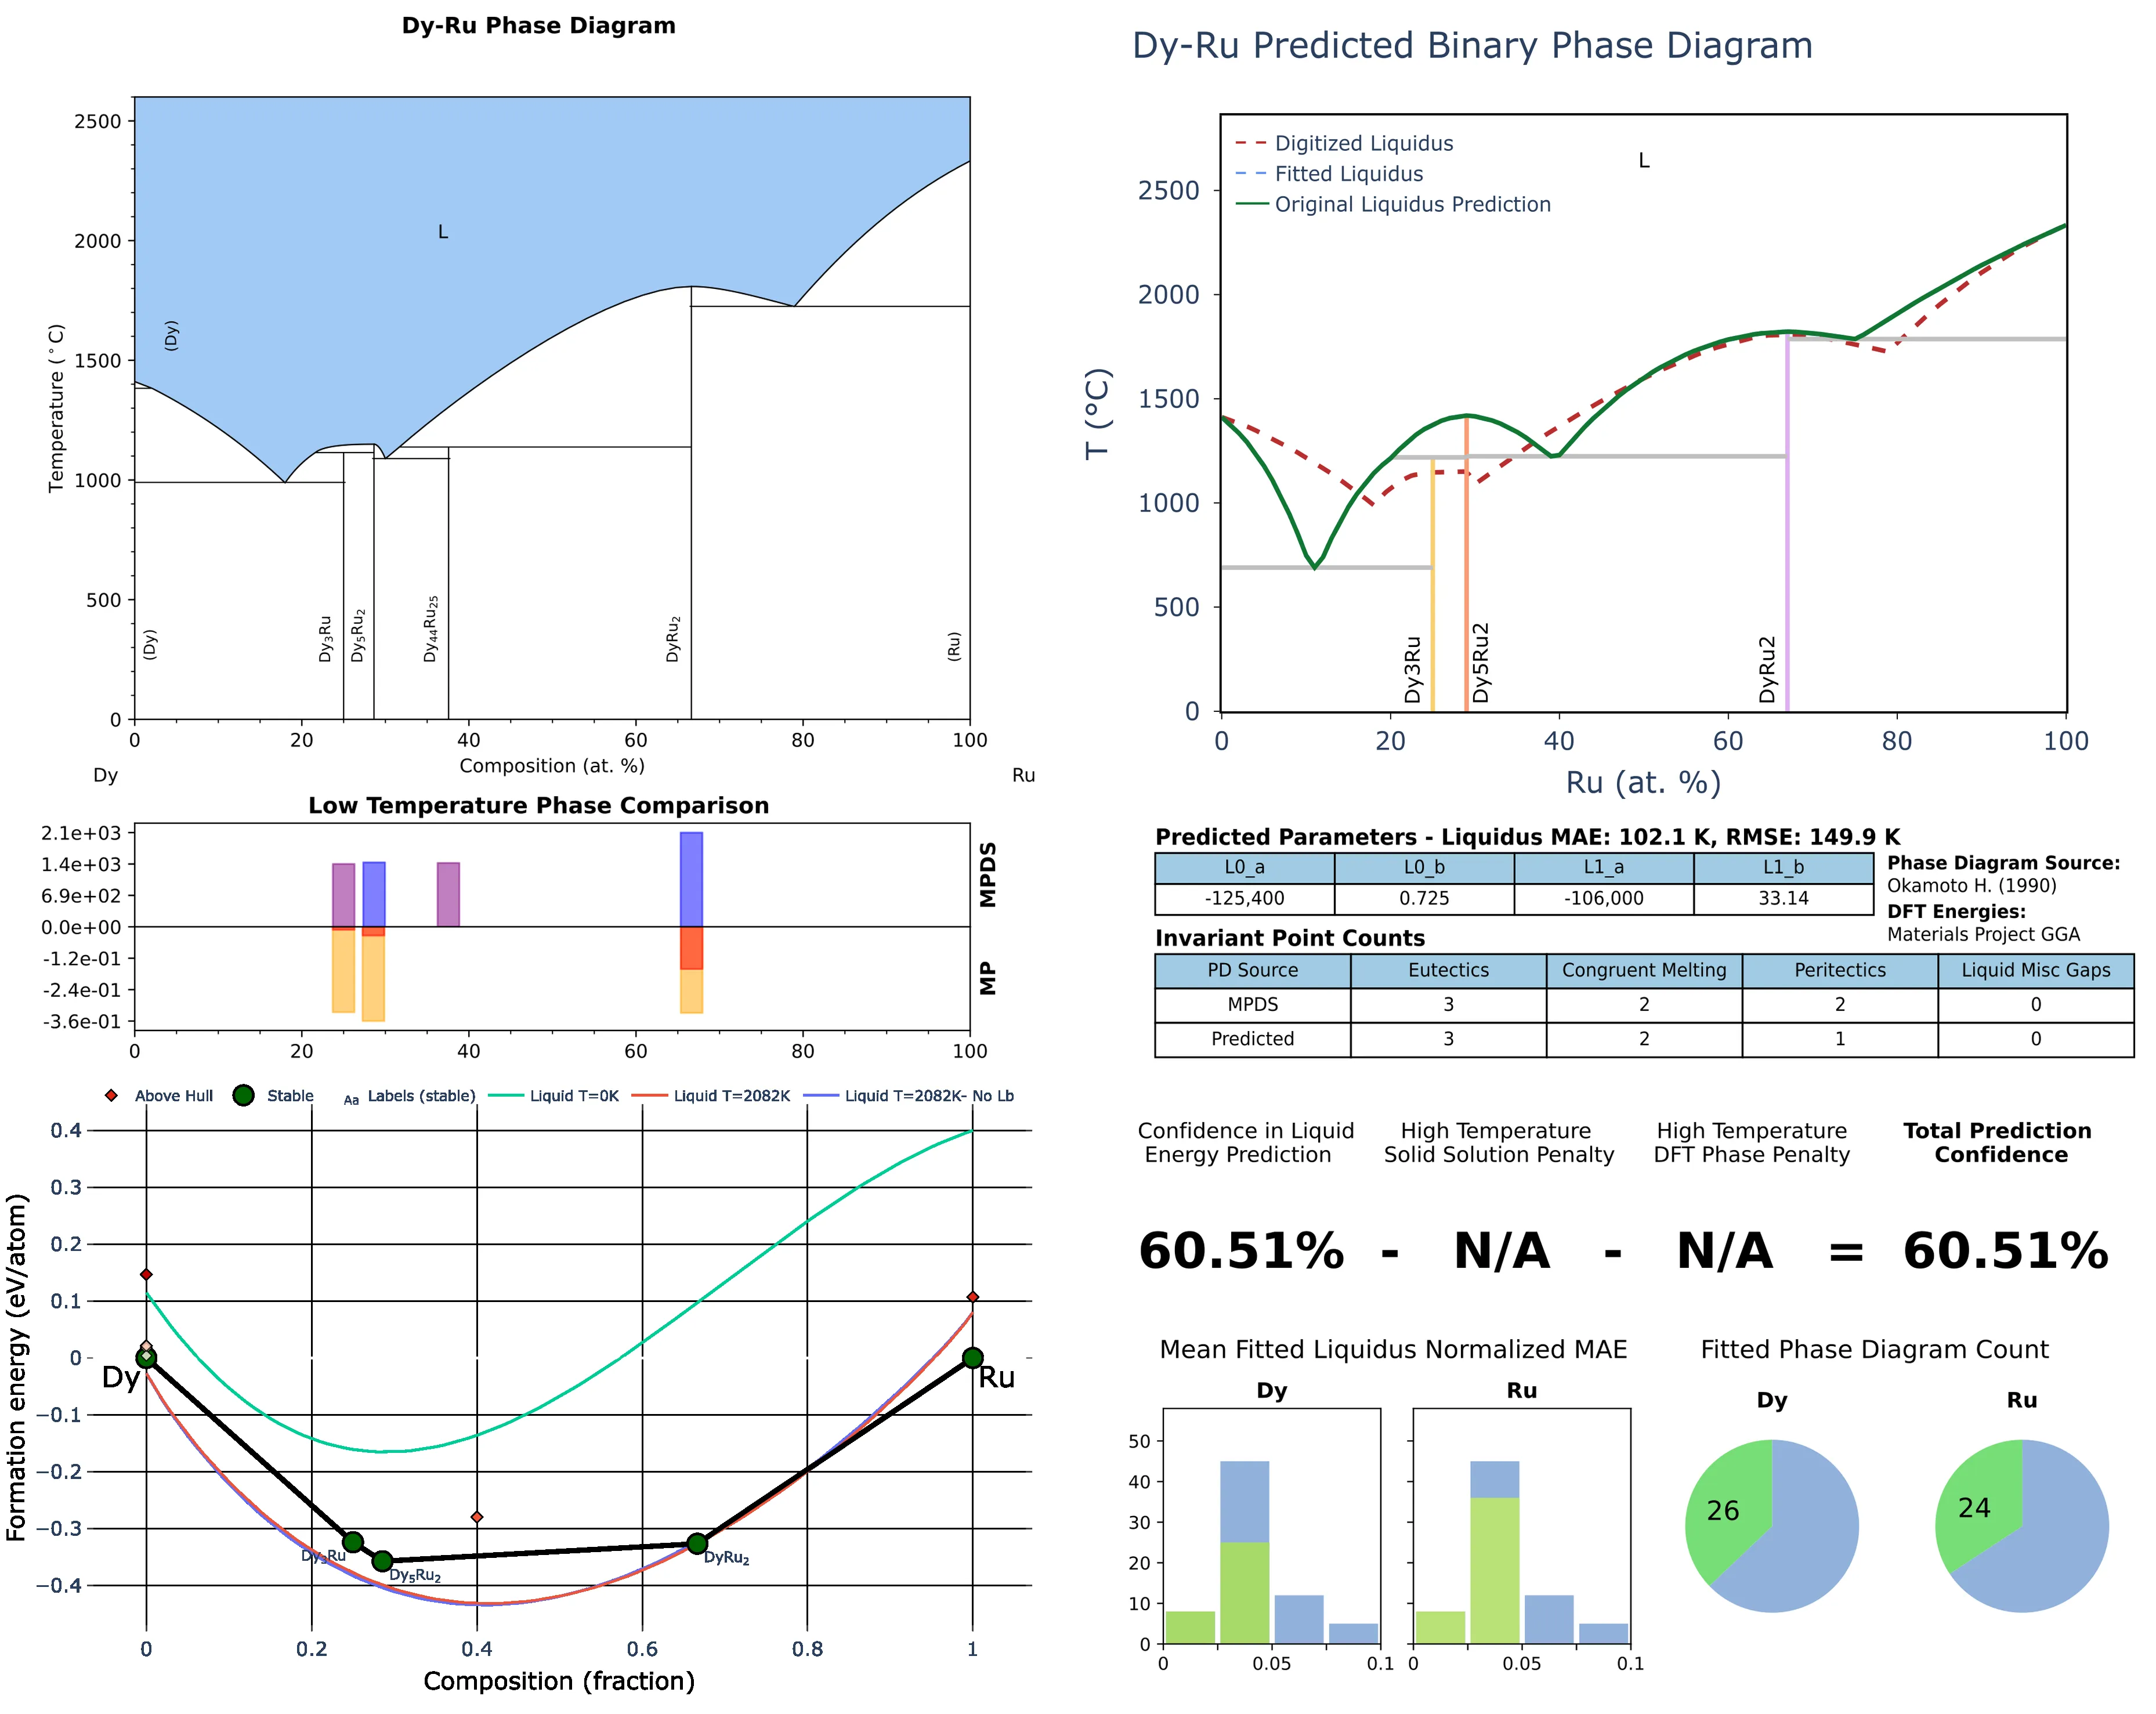 Dy-Ru Phase Diagram
2500
2000
1500
1000
500
0
Temperature (°C)
L
(Dy)
(Dy)
Dy3Ru
Dy5Ru2
Dy44Ru25
DyRu2
(Ru)
0 20 40 60 80 100
Composition (at. %)
Dy Ru
Low Temperature Phase Comparison
2.1e+03
1.4e+03
6.9e+02
0.0e+00
-1.2e-01
-2.4e-01
-3.6e-01
MPDS
MP
0 20 40 60 80 100
Above Hull Stable Aa Labels (stable) Liquid T=0K Liquid T=2082K Liquid T=2082K- No Lb
0.4
0.3
0.2
0.1
0
−0.1
−0.2
−0.3
−0.4
Formation energy (eV/atom)
Dy
Ru
Dy3Ru
Dy5Ru2
DyRu2
0 0.2 0.4 0.6 0.8 1
Composition (fraction)
Dy-Ru Predicted Binary Phase Diagram
Digitized Liquidus
Fitted Liquidus
Original Liquidus Prediction
L
2500
2000
1500
1000
500
0
T (°C)
Dy3Ru
Dy5Ru2
DyRu2
0 20 40 60 80 100
Ru (at. %)
Predicted Parameters - Liquidus MAE: 102.1 K, RMSE: 149.9 K
L0_a L0_b L1_a L1_b
-125,400 0.725 -106,000 33.14
Phase Diagram Source:
Okamoto H. (1990)
DFT Energies:
Materials Project GGA
Invariant Point Counts
PD Source Eutectics Congruent Melting Peritectics Liquid Misc Gaps
MPDS 3 2 2 0
Predicted 3 2 1 0
Confidence in Liquid High Temperature High Temperature Total Prediction
Energy Prediction Solid Solution Penalty DFT Phase Penalty Confidence
60.51% - N/A - N/A = 60.51%
Mean Fitted Liquidus Normalized MAE
Dy Ru
50
40
30
20
10
0
0 0.05 0.1 0 0.05 0.1
Fitted Phase Diagram Count
Dy Ru
26 24